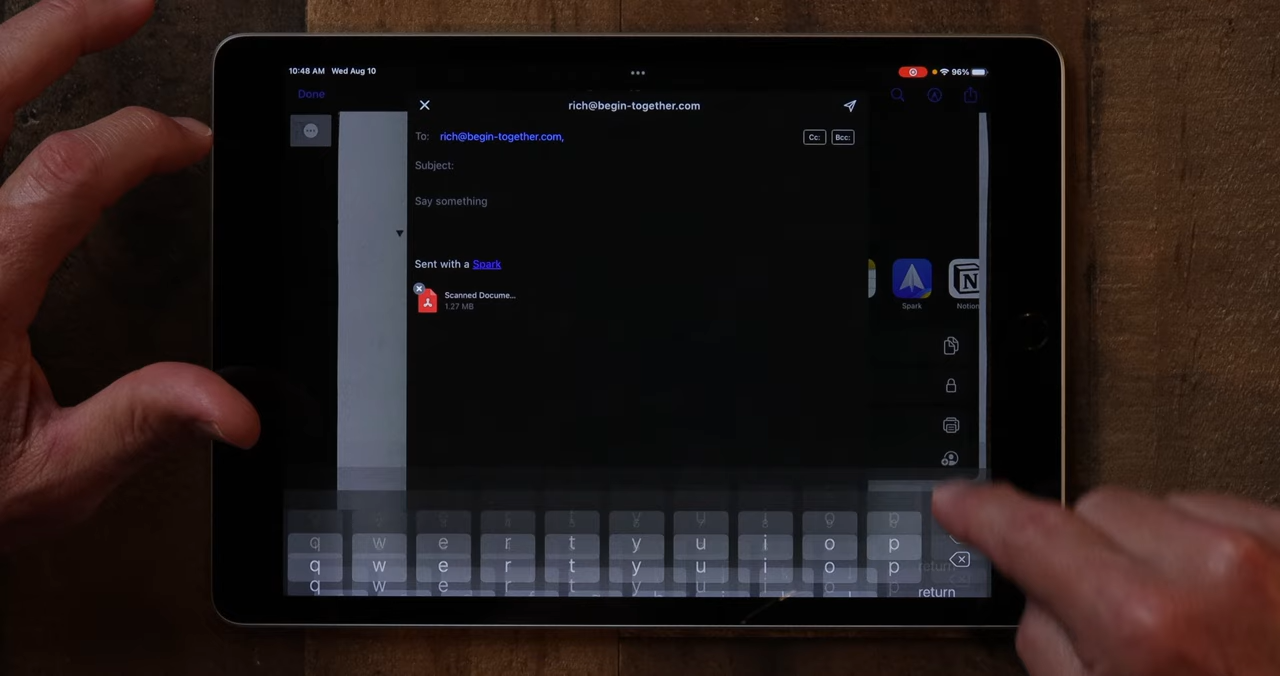 10:48 AM Wed Aug 10
96%
Done
rich@begin-together.com
To: rich@begin-together.com,
Cc:
Bcc:
Subject:
Say something
Sent with a Spark
Scanned Docume...
1.27 MB
Spark
Notion
q w e r t y u i o p
return